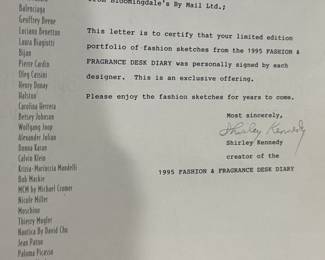 From Bloomingdale's By Mail Ltd.;
This letter is to certify that your limited edition
portfolio of fashion sketches from the 1995 FASHION &
FRAGRANCE DESK DIARY was personally signed by each
designer. This is an exclusive offering.
Please enjoy the fashion sketches for years to come.
Most sincerely,
Shirley Kennedy
Shirley Kennedy
creator of the
1995 FASHION & FRAGRANCE DESK DIARY
Balenciaga
Geoffrey Beene
Luciano Benetton
Laura Biagiotti
Bijan
Pierre Cardin
Oleg Cassini
Henry Dunay
Halston
Carolina Herrera
Betsey Johnson
Wolfgang Joop
Alexander Julian
Donna Karan
Calvin Klein
Krizia-Mariuccia Mandelli
Bob Mackie
MCM by Michael Cromer
Nicole Miller
Moschino
Thierry Mugler
Nautica By David Chu
Jean Patou
Paloma Picasso